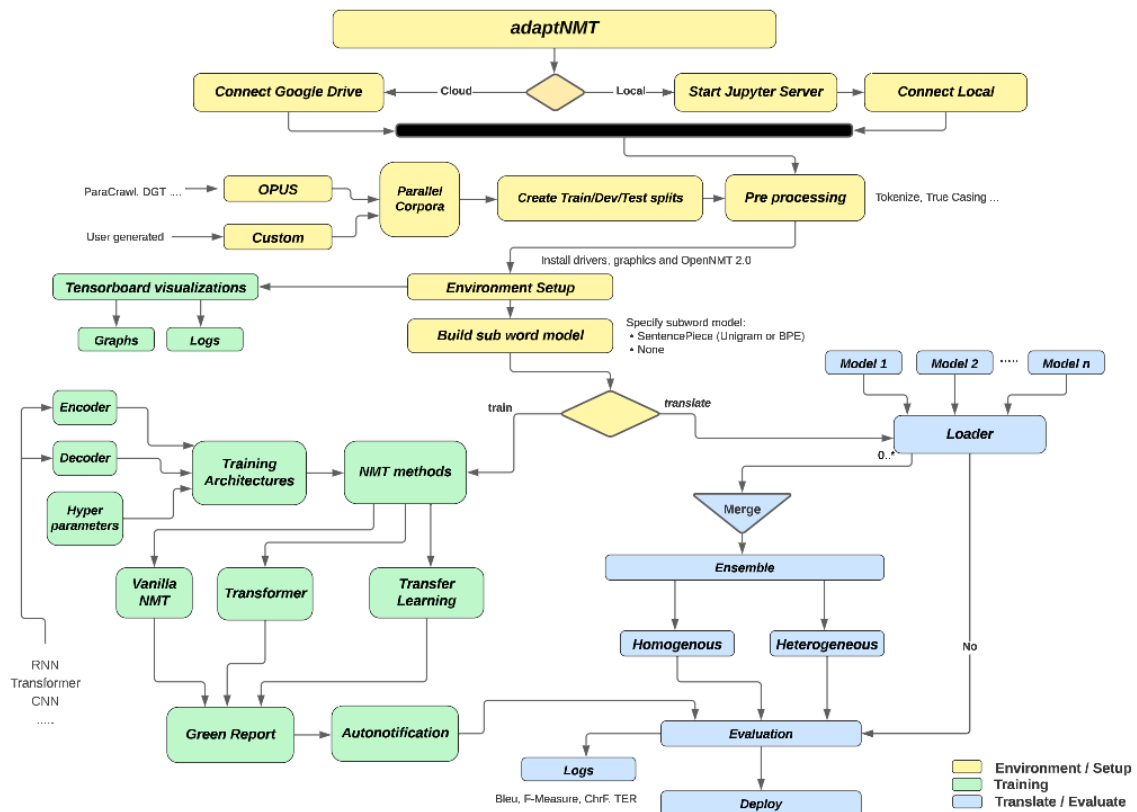 adaptNMT
Connect Google Drive
Cloud
Local
Start Jupyter Server
Connect Local
ParaCrawl. DGT ....
OPUS
Parallel
Corpora
Create Train/Dev/Test splits
Pre processing
Tokenize, True Casing ...
User generated
Custom
Install drivers, graphics and OpenNMT 2.0
Tensorboard visualizations
Environment Setup
Graphs
Logs
Build sub word model
Specify subword model:
• SentencePiece (Unigram or BPE)
• None
Model 1
Model 2
.....
Model n
Encoder
train
translate
Loader
0..*
Decoder
Training
Architectures
NMT methods
Hyper
parameters
Merge
Ensemble
Vanilla
NMT
Transformer
Transfer
Learning
Homogenous
Heterogeneous
No
RNN
Transformer
CNN
.....
Green Report
Autonotification
Evaluation
Logs
Bleu, F-Measure, ChrF. TER
Deploy
Environment / Setup
Training
Translate / Evaluate